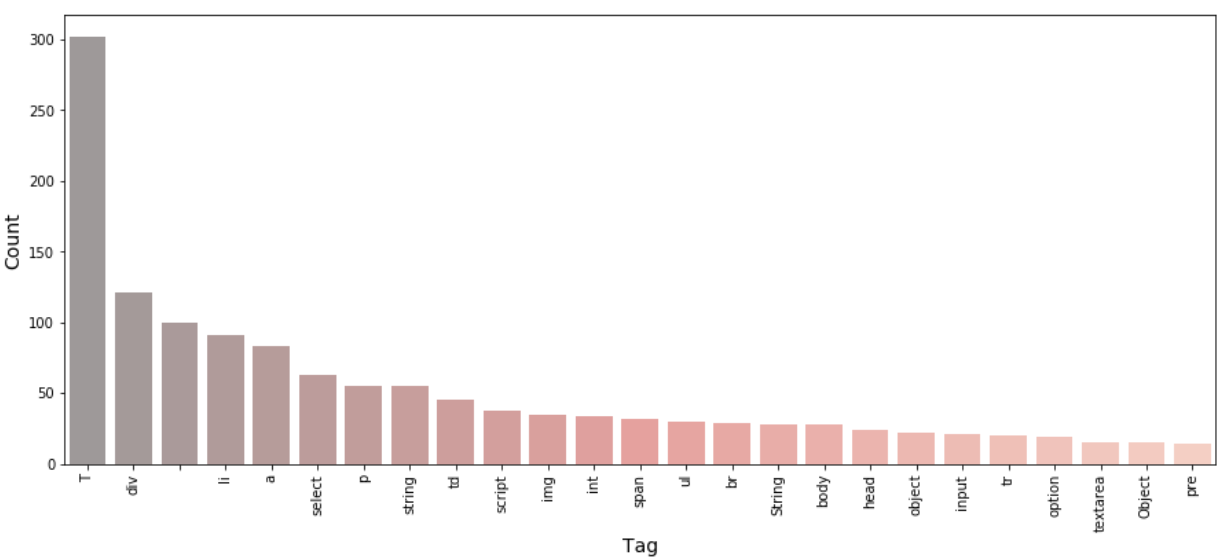 300
250
200
150
100
50
0
Count
T
div
li
a
select
p
string
td
script
img
int
span
ul
br
String
body
head
object
input
tr
option
textarea
Object
pre
Tag